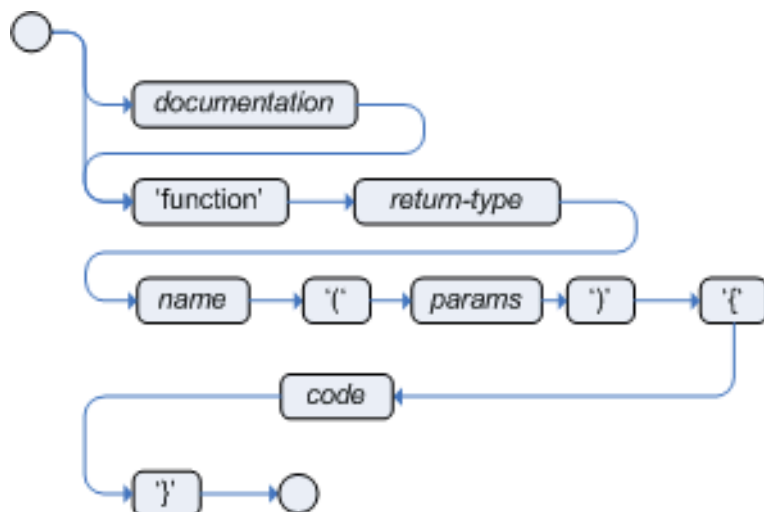 documentation
'function' return-type
name '(' params ')' '{'
code
'}'